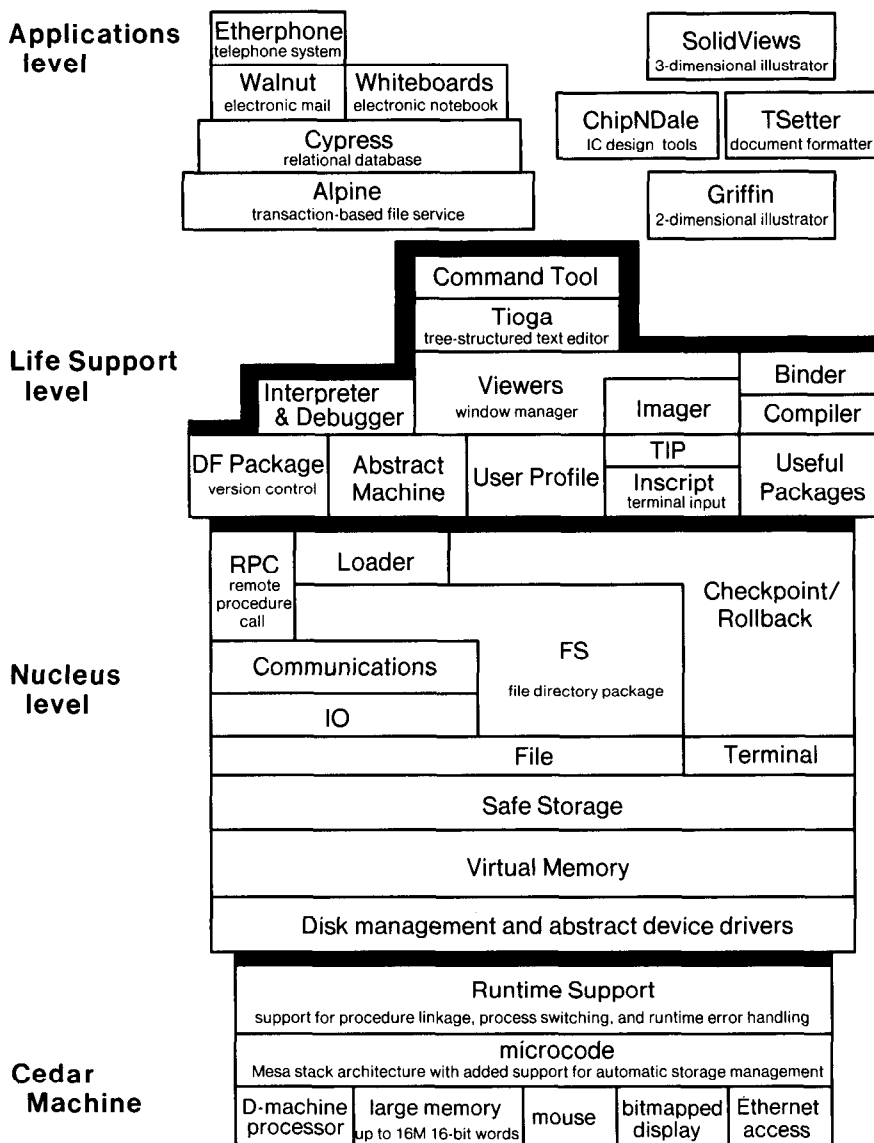 Applications
level
Etherphone
telephone system
Walnut
electronic mail
Whiteboards
electronic notebook
Cypress
relational database
Alpine
transaction-based file service
SolidViews
3-dimensional illustrator
ChipNDale
IC design tools
TSetter
document formatter
Griffin
2-dimensional illustrator
Life Support
level
Command Tool
Tioga
tree-structured text editor
Interpreter
& Debugger
Viewers
window manager
Imager
Binder
Compiler
DF Package
version control
Abstract
Machine
User Profile
TIP
Inscript
terminal input
Useful
Packages
Nucleus
level
RPC
remote
procedure
call
Loader
Checkpoint/
Rollback
Communications
FS
file directory package
IO
File
Terminal
Safe Storage
Virtual Memory
Disk management and abstract device drivers
Cedar
Machine
Runtime Support
support for procedure linkage, process switching, and runtime error handling
microcode
Mesa stack architecture with added support for automatic storage management
D-machine
processor
large memory
up to 16M 16-bit words
mouse
bitmapped
display
Ethernet
access